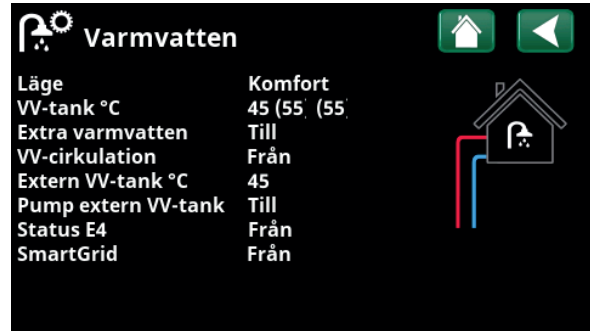 Varmvatten
Läge Komfort
VV-tank °C 45 (55) (55)
Extra varmvatten Till
VV-cirkulation Från
Extern VV-tank °C 45
Pump extern VV-tank Till
Status E4 Från
SmartGrid Från